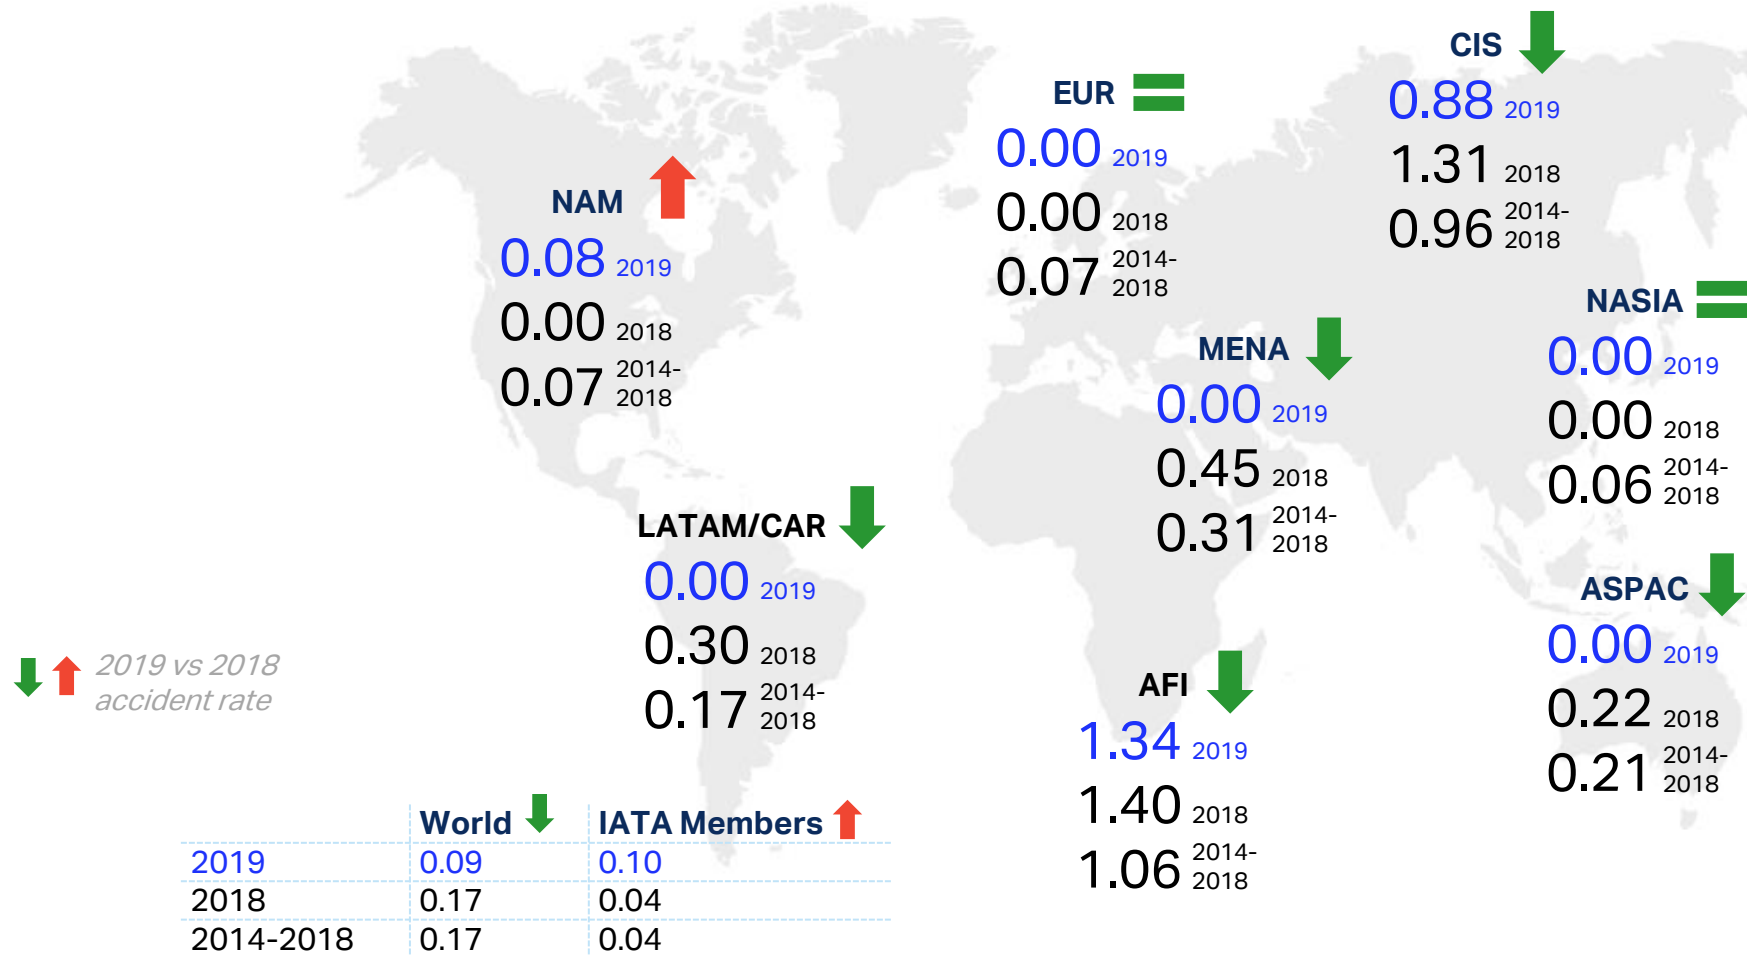 CIS
0.88 2019
1.31 2018
0.96 2014-
2018
EUR
0.00 2019
0.00 2018
0.07 2014-
2018
NAM
0.08 2019
0.00 2018
0.07 2014-
2018
NASIA
0.00 2019
0.00 2018
0.06 2014-
2018
MENA
0.00 2019
0.45 2018
0.31 2014-
2018
LATAM/CAR
0.00 2019
0.30 2018
0.17 2014-
2018
ASPAC
0.00 2019
0.22 2018
0.21 2014-
2018
AFI
1.34 2019
1.40 2018
1.06 2014-
2018
2019 vs 2018
accident rate
World IATA Members
2019 0.09 0.10
2018 0.17 0.04
2014-2018 0.17 0.04